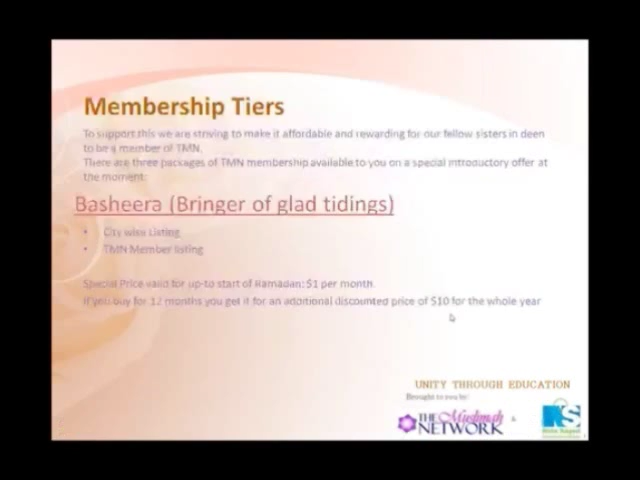 Membership Tiers
To support this we are striving to make it affordable and rewarding for our fellow sisters in deen
to be a member of TMN.
There are three packages of TMN membership available to you on a special introductory offer at
the moment:
Basheera (Bringer of glad tidings)
• City wise Listing
• TMN Member listing
Special Price valid for up-to start of Ramadan: $1 per month.
If you buy for 12 months you get it for an additional discounted price of $10 for the whole year
UNITY THROUGH EDUCATION
Brought to you by:
THE Muslimah
NETWORK
&